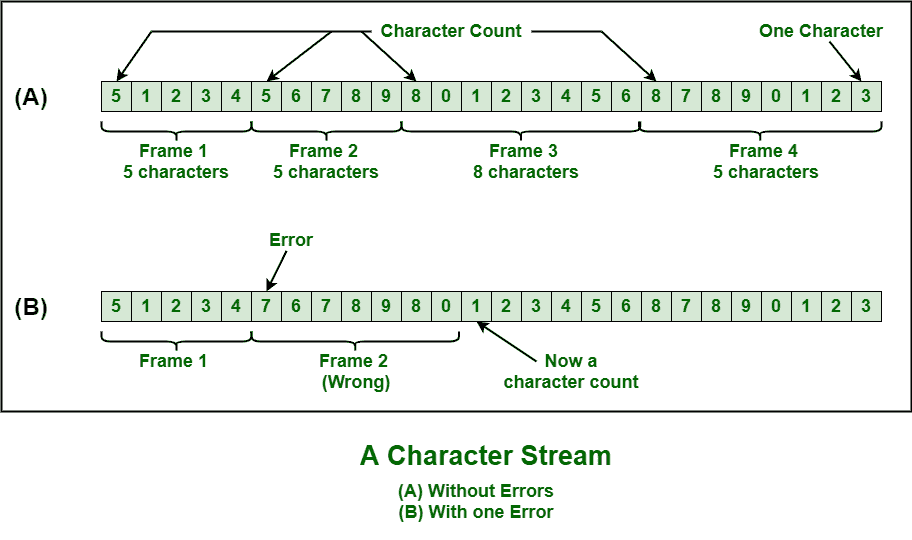 Character Count
One Character
(A)
5 1 2 3 4 5 6 7 8 9 8 0 1 2 3 4 5 6 8 7 8 9 0 1 2 3
Frame 1
5 characters
Frame 2
5 characters
Frame 3
8 characters
Frame 4
5 characters
Error
(B)
5 1 2 3 4 7 6 7 8 9 8 0 1 2 3 4 5 6 8 7 8 9 0 1 2 3
Frame 1
Frame 2
(Wrong)
Now a
character count
A Character Stream
(A) Without Errors
(B) With one Error